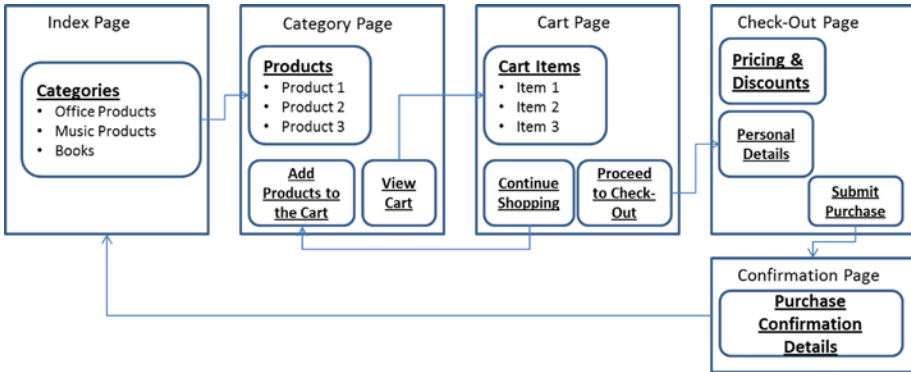 Index Page
Categories
• Office Products
• Music Products
• Books
Category Page
Products
• Product 1
• Product 2
• Product 3
Add
Products to
the Cart
View
Cart
Cart Page
Cart Items
• Item 1
• Item 2
• Item 3
Continue
Shopping
Proceed
to Check-
Out
Check-Out Page
Pricing &
Discounts
Personal
Details
Submit
Purchase
Confirmation Page
Purchase
Confirmation
Details